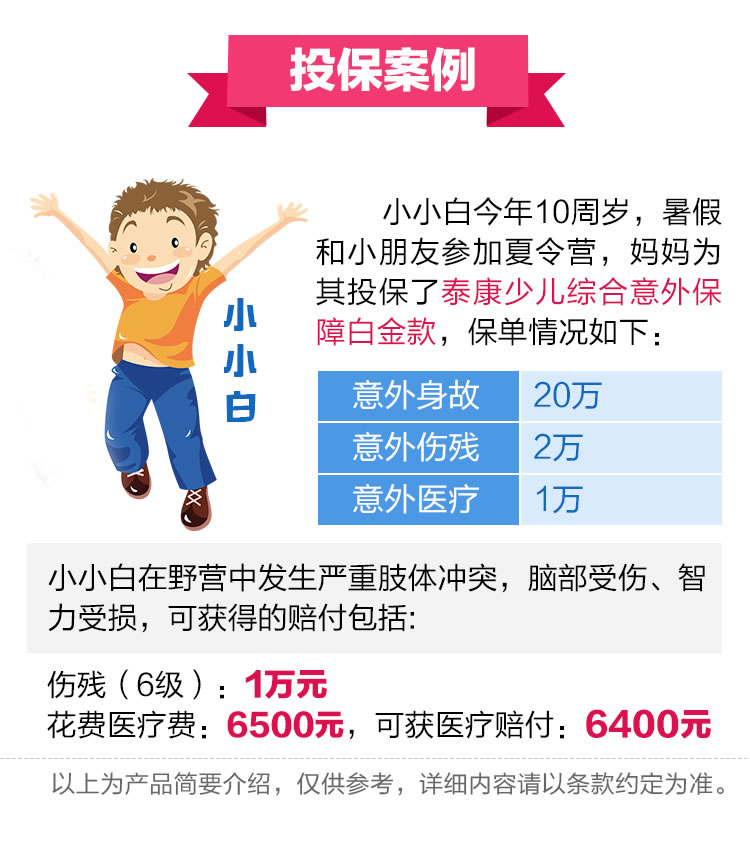 投保案例
小小白今年10周岁，暑假
和小朋友参加夏令营，妈妈为
其投保了泰康少儿综合意外保
障白金款，保单情况如下：
小小白
意外身故 20万
意外伤残 2万
意外医疗 1万
小小白在野营中发生严重肢体冲突，脑部受伤、智
力受损，可获得的赔付包括:
伤残（6级）：1万元
花费医疗费：6500元，可获医疗赔付：6400元
以上为产品简要介绍，仅供参考，详细内容请以条款约定为准。